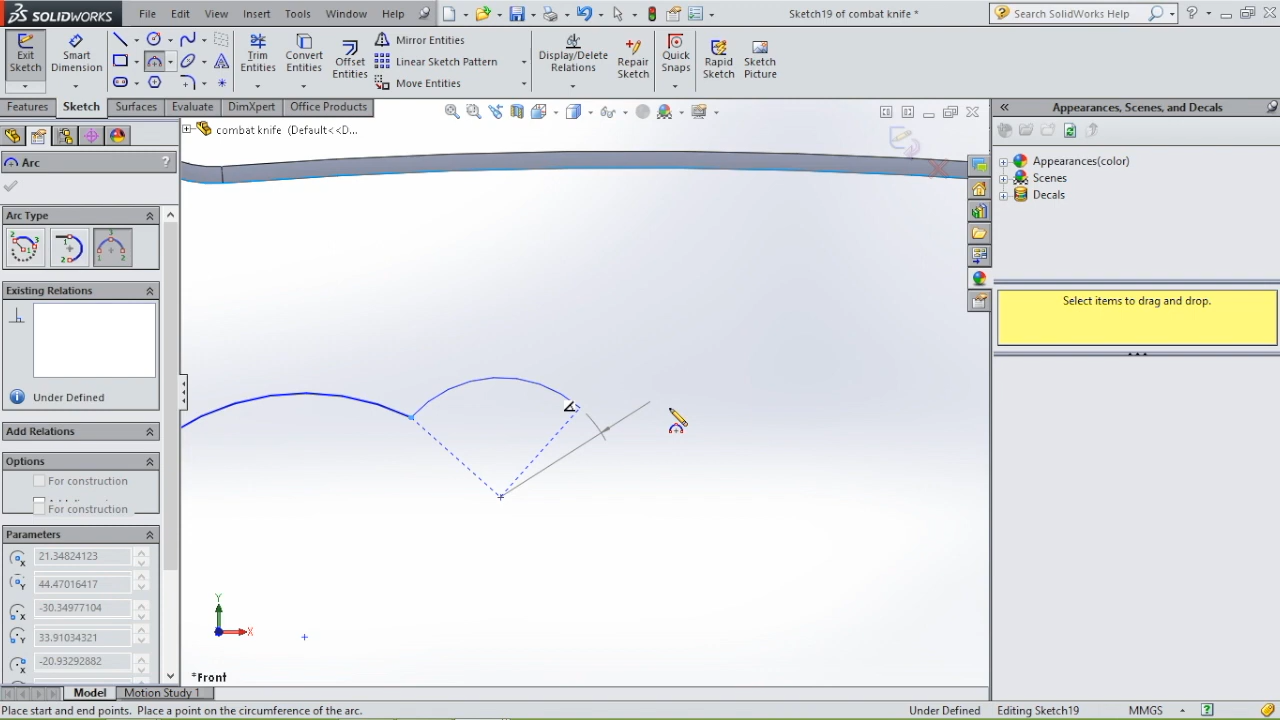 SOLIDWORKS File Edit View Insert Tools Window Help Sketch19 of combat knife * Search SolidWorks Help
Exit Sketch Smart Dimension Trim Entities Convert Entities Offset Entities Mirror Entities Linear Sketch Pattern Move Entities Display/Delete Relations Repair Sketch Quick Snaps Rapid Sketch Sketch Picture
Features Sketch Surfaces Evaluate DimXpert Office Products
Appearances, Scenes, and Decals
combat knife (Default<<D...
Arc ?
Appearances(color)
Scenes
Decals
Arc Type
Existing Relations
Select items to drag and drop.
Under Defined
Add Relations
Options
For construction
For construction
Parameters
21.34824123
44.47016417
-30.34977104
33.91034321
-20.93292882
Y
X
*Front
Model Motion Study 1
Place start and end points. Place a point on the circumference of the arc. Under Defined Editing Sketch19 MMGS